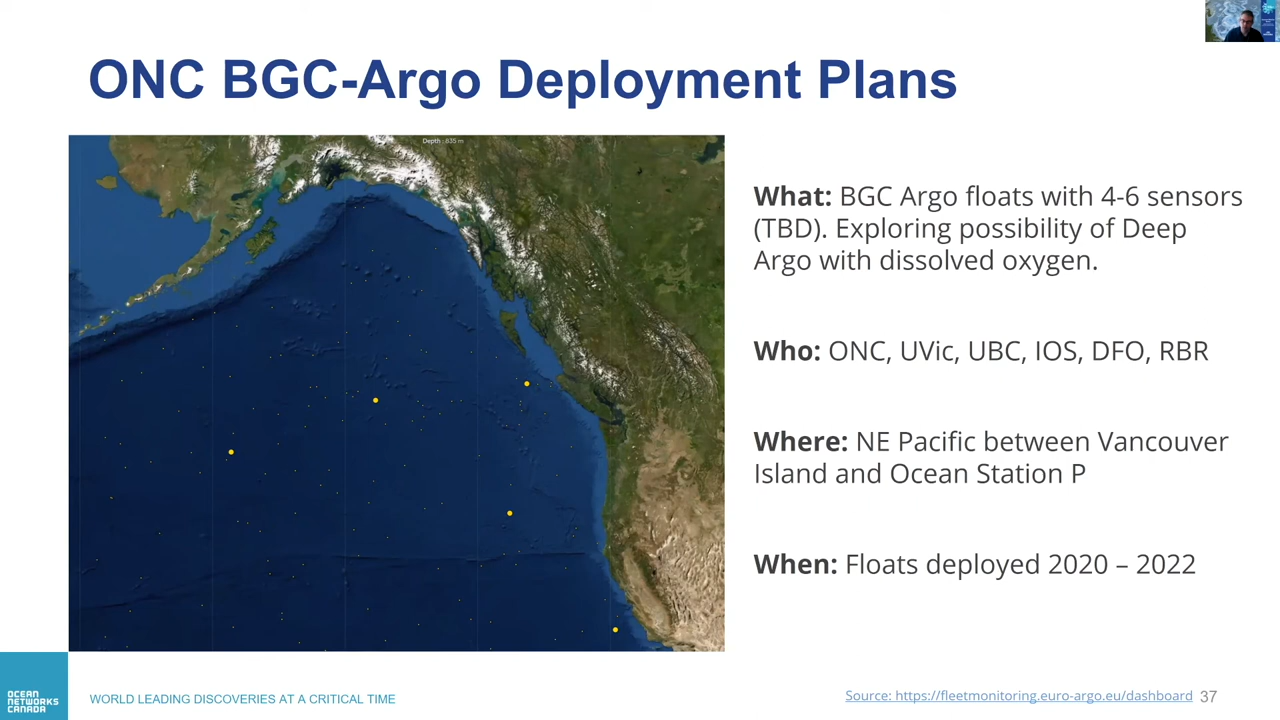 ONC BGC-Argo Deployment Plans
Depth : 835 m
What: BGC Argo floats with 4-6 sensors
(TBD). Exploring possibility of Deep
Argo with dissolved oxygen.
Who: ONC, UVic, UBC, IOS, DFO, RBR
Where: NE Pacific between Vancouver
Island and Ocean Station P
When: Floats deployed 2020 – 2022
OCEAN
NETWORKS
CANADA
WORLD LEADING DISCOVERIES AT A CRITICAL TIME
Source: https://fleetmonitoring.euro-argo.eu/dashboard
37